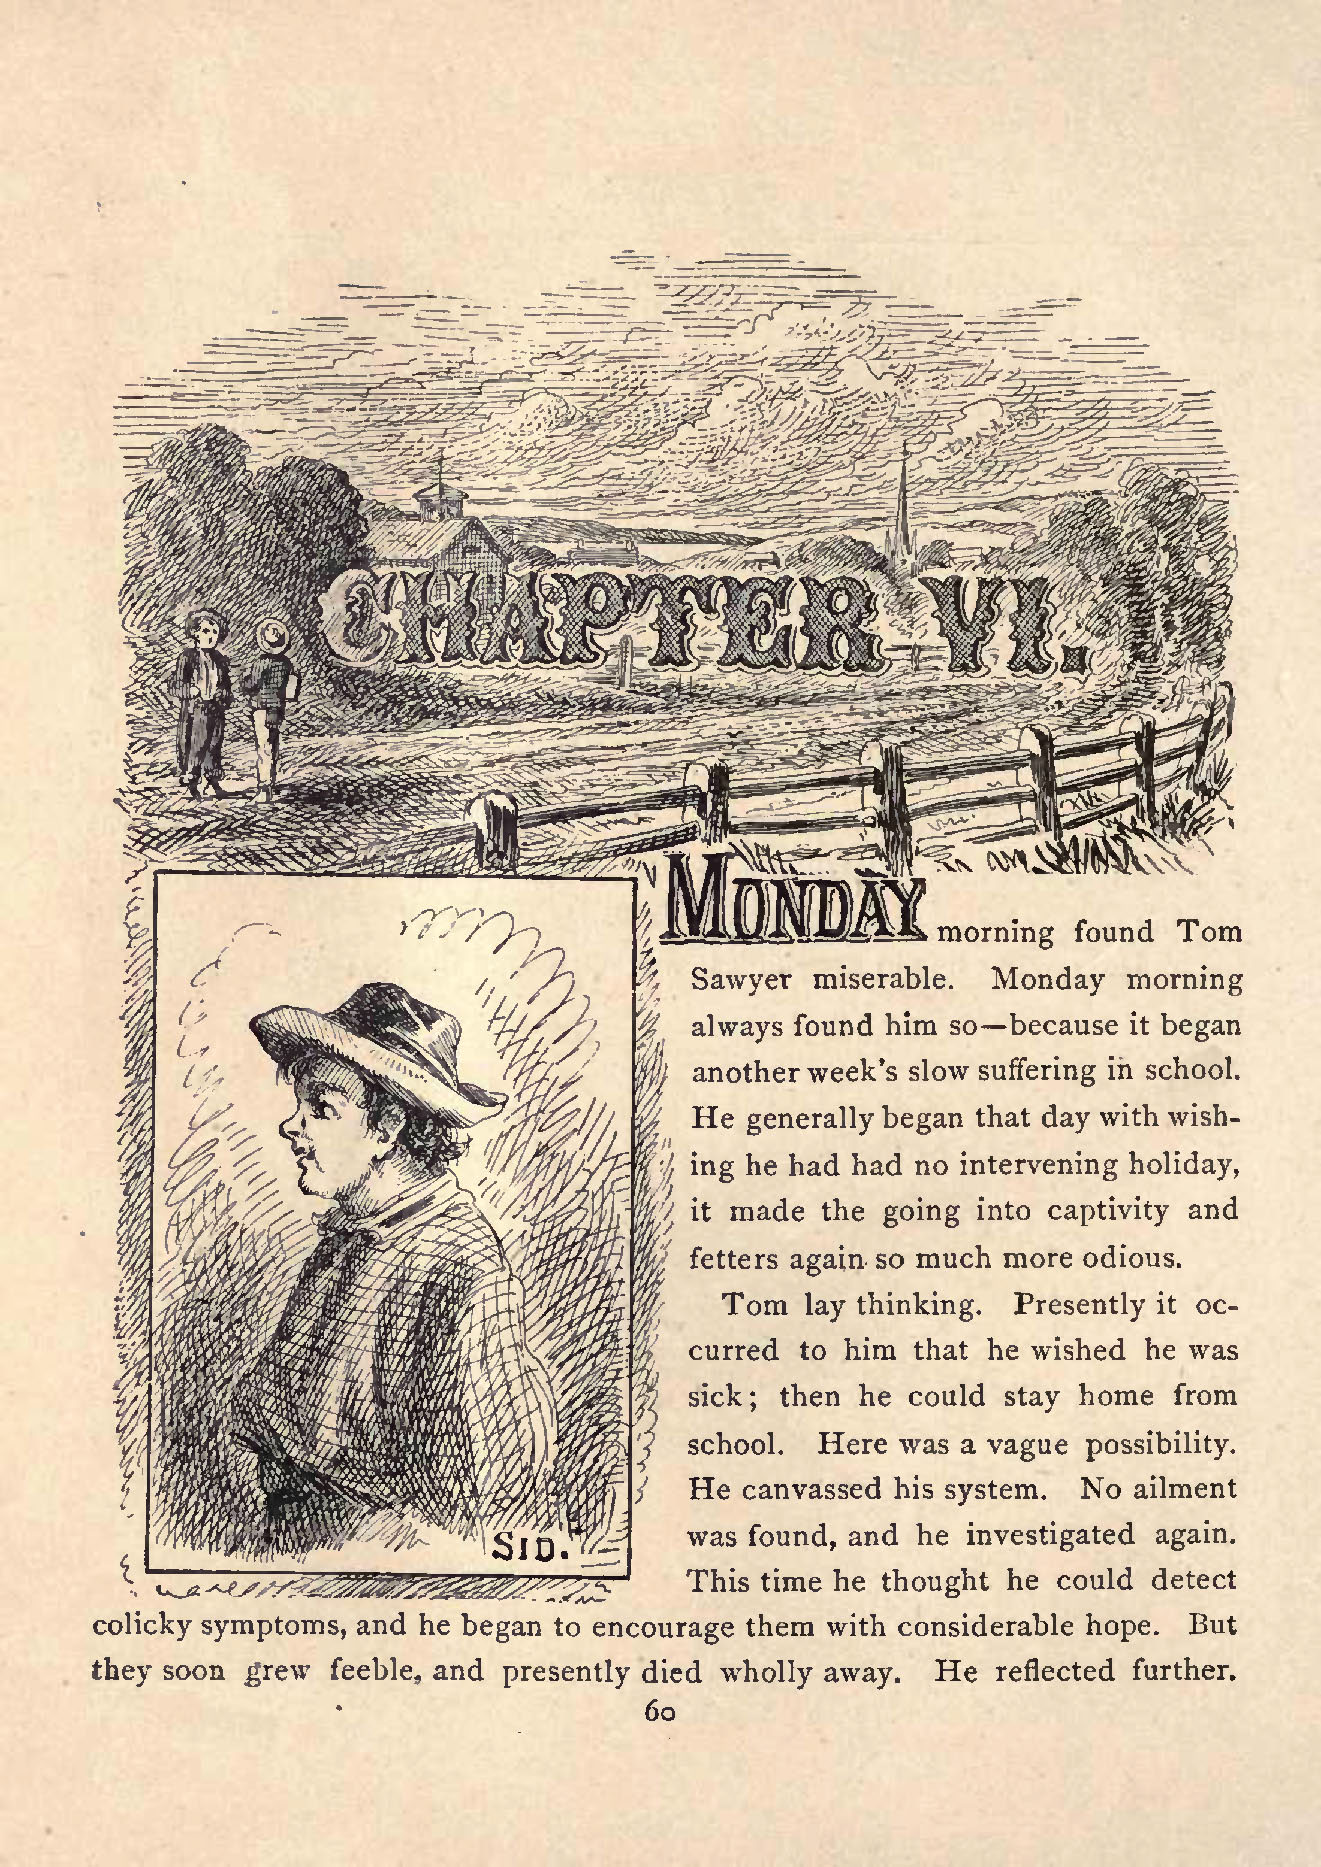 CHAPTER VI.
MONDAY morning found Tom
Sawyer miserable. Monday morning
always found him so—because it began
another week's slow suffering in school.
He generally began that day with wish-
ing he had had no intervening holiday,
it made the going into captivity and
fetters again so much more odious.
Tom lay thinking. Presently it oc-
curred to him that he wished he was
sick; then he could stay home from
school. Here was a vague possibility.
He canvassed his system. No ailment
was found, and he investigated again.
This time he thought he could detect
SID.
colicky symptoms, and he began to encourage them with considerable hope. But
they soon grew feeble, and presently died wholly away. He reflected further.
60